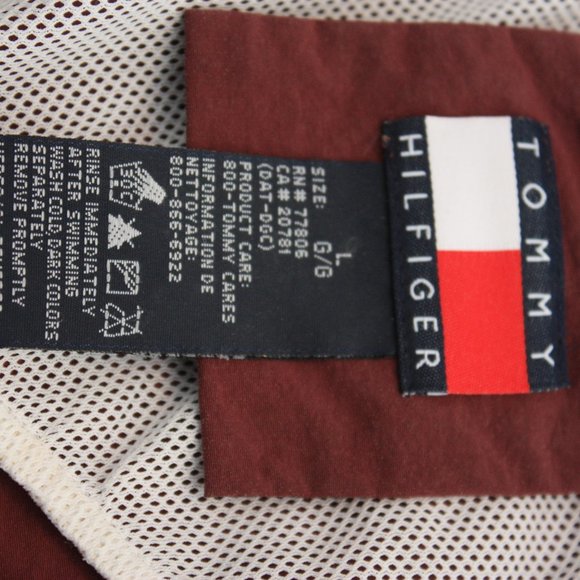 TOMMY
HILFIGER
L
SIZE: G/G
RN# 77806
CA# 20781
(OAT-DGC)
PRODUCT CARE:
800-TOMMY CARES
INFORMATION DE
NETTOYAGE:
800-866-6922
RINSE IMMEDIATELY
AFTER SWIMMING
WASH COLD, DARK COLORS
SEPARATELY
REMOVE PROMPTLY